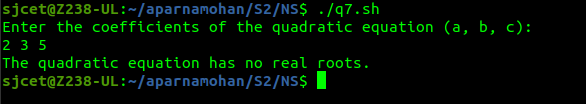 sjcet@Z238-UL:~/aparnamohan/S2/NS$ ./q7.sh
Enter the coefficients of the quadratic equation (a, b, c):
2 3 5
The quadratic equation has no real roots.
sjcet@Z238-UL:~/aparnamohan/S2/NS$